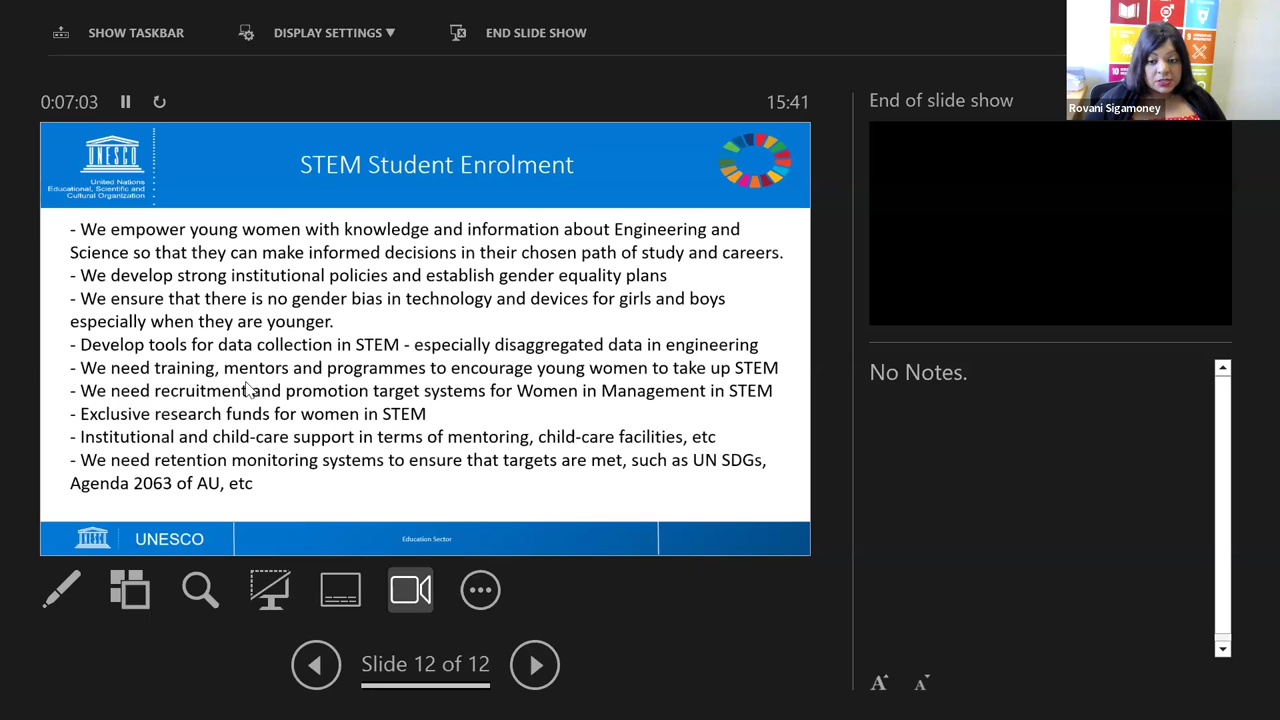 SHOW TASKBAR
DISPLAY SETTINGS ▼
END SLIDE SHOW
0:07:03
15:41
End of slide show
Rovani Sigamoney
UNESCO
United Nations
Educational, Scientific and
Cultural Organization
STEM Student Enrolment
- We empower young women with knowledge and information about Engineering and
Science so that they can make informed decisions in their chosen path of study and careers.
- We develop strong institutional policies and establish gender equality plans
- We ensure that there is no gender bias in technology and devices for girls and boys
especially when they are younger.
- Develop tools for data collection in STEM - especially disaggregated data in engineering
- We need training, mentors and programmes to encourage young women to take up STEM
- We need recruitment and promotion target systems for Women in Management in STEM
- Exclusive research funds for women in STEM
- Institutional and child-care support in terms of mentoring, child-care facilities, etc
- We need retention monitoring systems to ensure that targets are met, such as UN SDGs,
Agenda 2063 of AU, etc
UNESCO
Education Sector
No Notes.
Slide 12 of 12
A
A